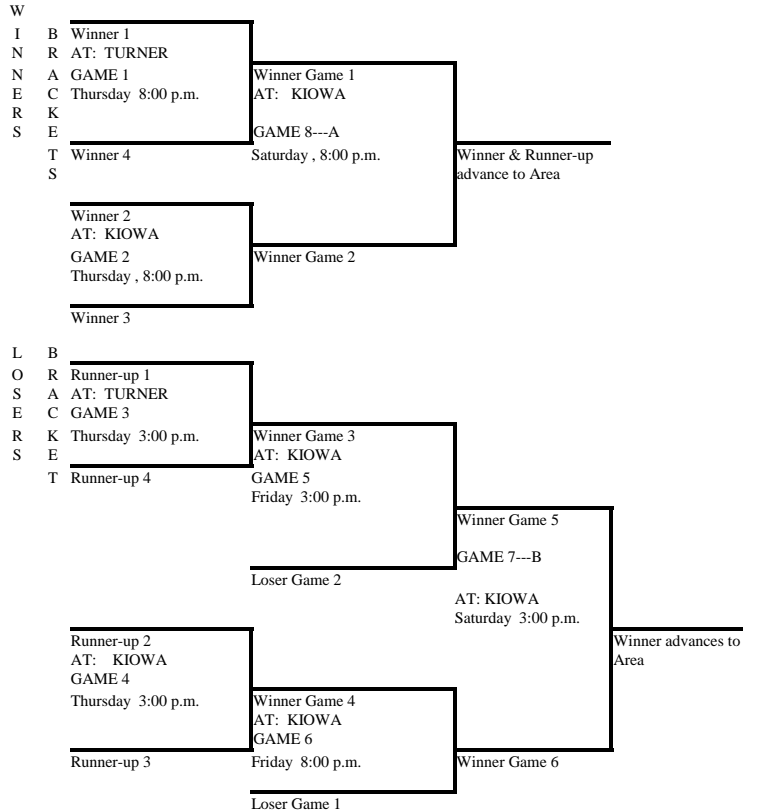 WINNERS
BRACKETS
Winner 1
AT: TURNER
GAME 1
Thursday 8:00 p.m.
Winner 4
Winner Game 1
AT: KIOWA
GAME 8---A
Saturday , 8:00 p.m.
Winner & Runner-up
advance to Area
Winner 2
AT: KIOWA
GAME 2
Thursday , 8:00 p.m.
Winner 3
Winner Game 2
LOSERS
BRACKET
Runner-up 1
AT: TURNER
GAME 3
Thursday 3:00 p.m.
Runner-up 4
Winner Game 3
AT: KIOWA
GAME 5
Friday 3:00 p.m.
Loser Game 2
Winner Game 5
GAME 7---B
AT: KIOWA
Saturday 3:00 p.m.
Winner advances to
Area
Runner-up 2
AT: KIOWA
GAME 4
Thursday 3:00 p.m.
Runner-up 3
Winner Game 4
AT: KIOWA
GAME 6
Friday 8:00 p.m.
Loser Game 1
Winner Game 6